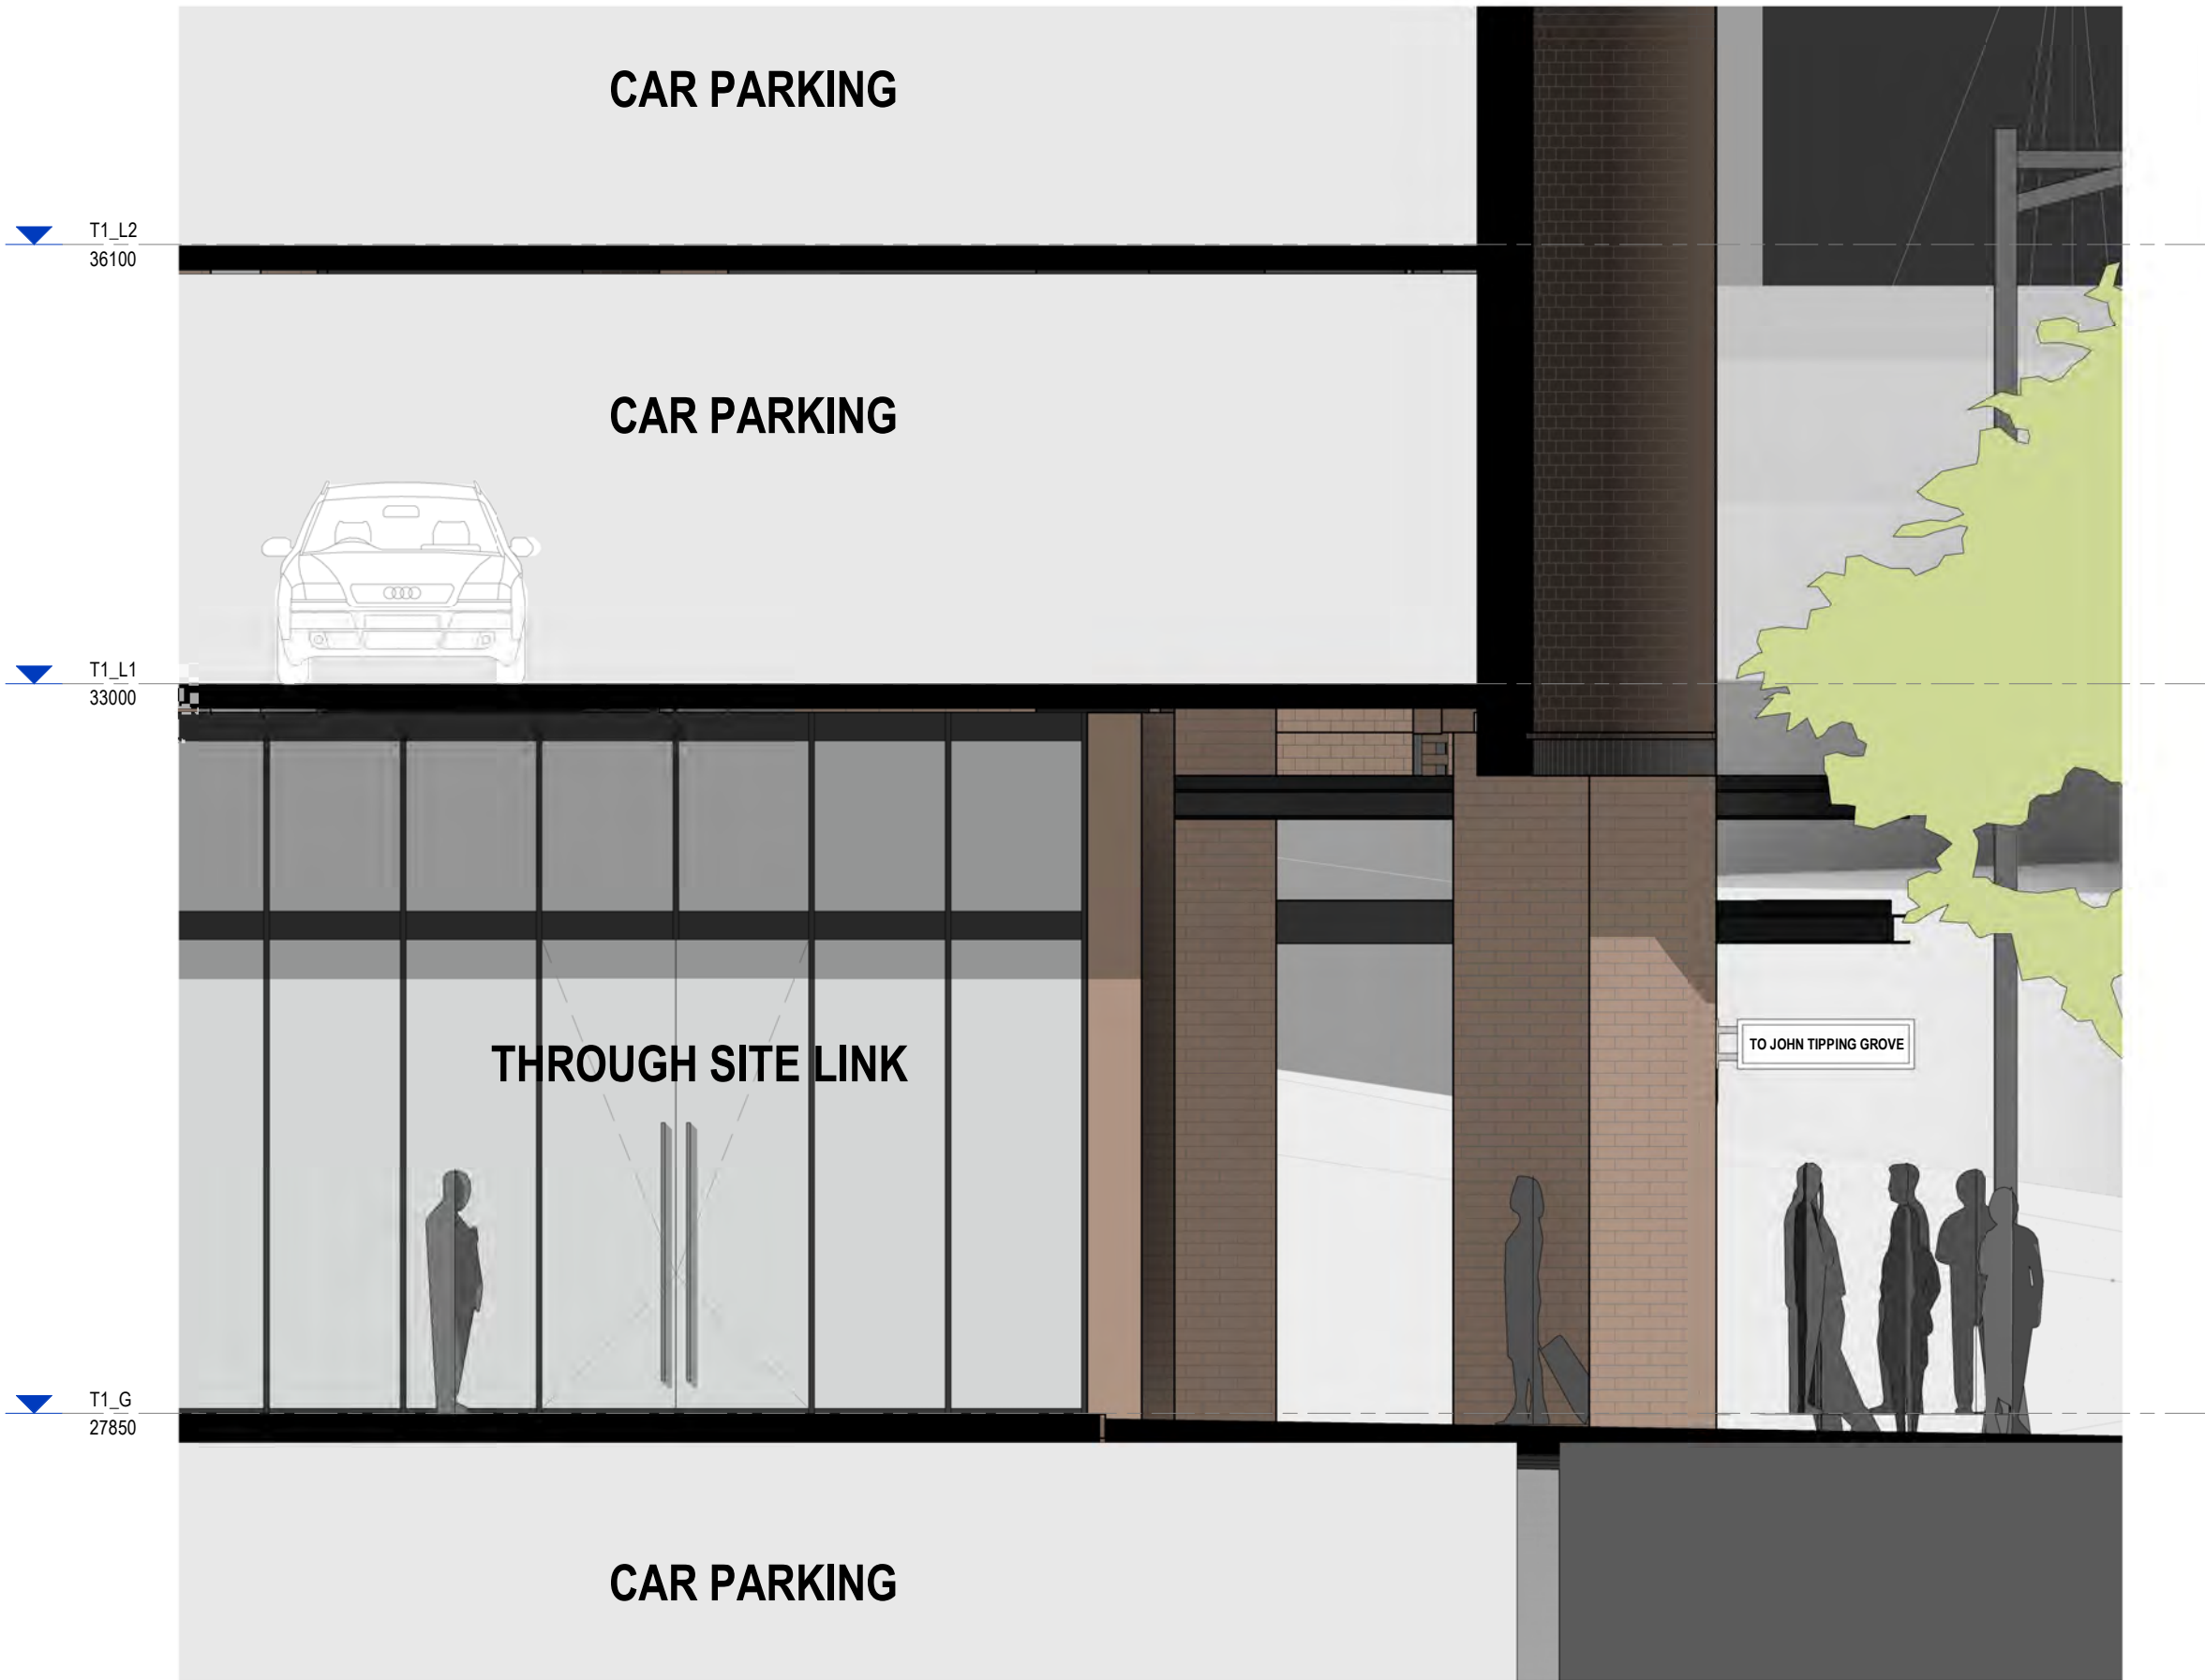 CAR PARKING
T1_L2
36100
CAR PARKING
T1_L1
33000
THROUGH SITE LINK
TO JOHN TIPPING GROVE
T1_G
27850
CAR PARKING